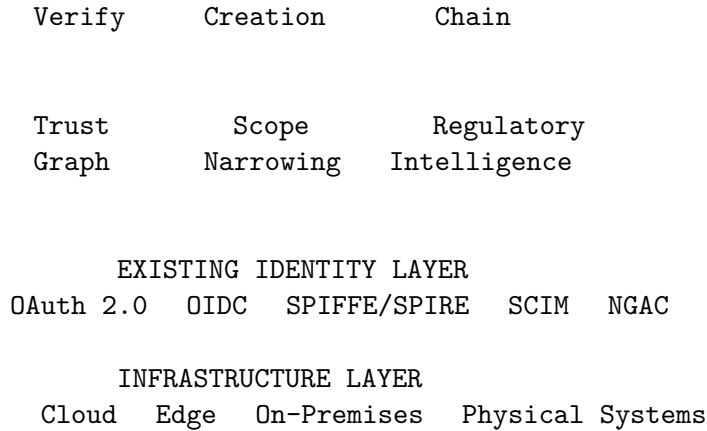 Verify Creation Chain
Trust Scope Regulatory
Graph Narrowing Intelligence
EXISTING IDENTITY LAYER
OAuth 2.0 OIDC SPIFFE/SPIRE SCIM NGAC
INFRASTRUCTURE LAYER
Cloud Edge On-Premises Physical Systems